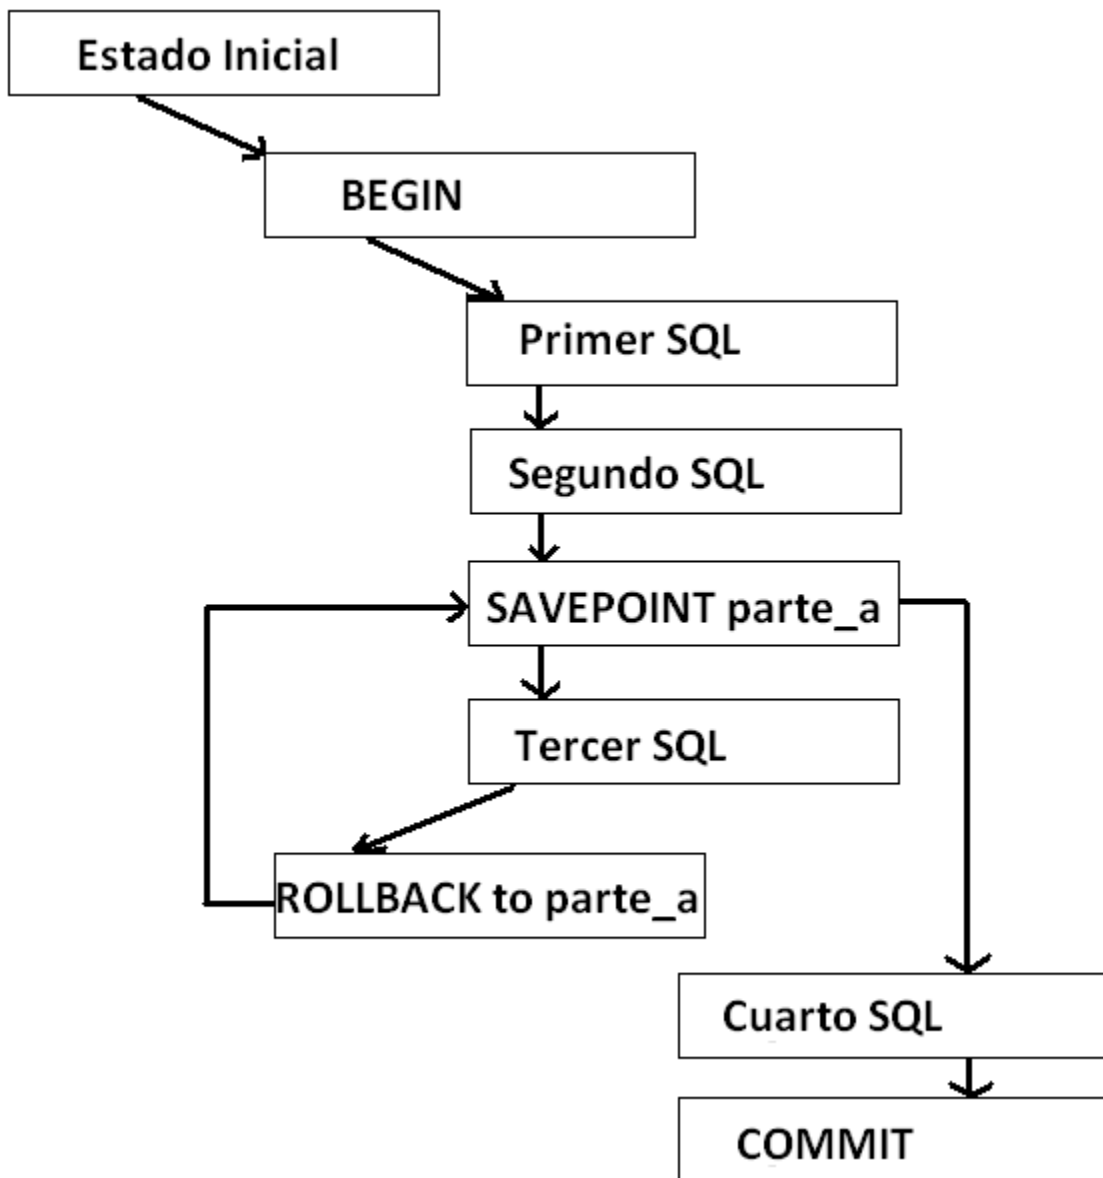 Estado Inicial
BEGIN
Primer SQL
Segundo SQL
SAVEPOINT parte_a
Tercer SQL
ROLLBACK to parte_a
Cuarto SQL
COMMIT